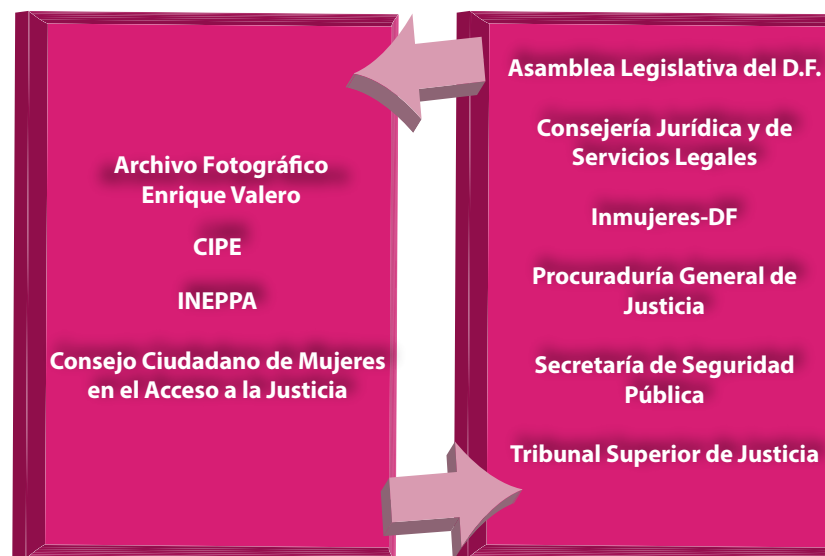 Archivo Fotográfico
Enrique Valero
CIPE
INEPPA
Consejo Ciudadano de Mujeres
en el Acceso a la Justicia
Asamblea Legislativa del D.F.
Consejería Jurídica y de
Servicios Legales
Inmujeres-DF
Procuraduría General de
Justicia
Secretaría de Seguridad
Pública
Tribunal Superior de Justicia